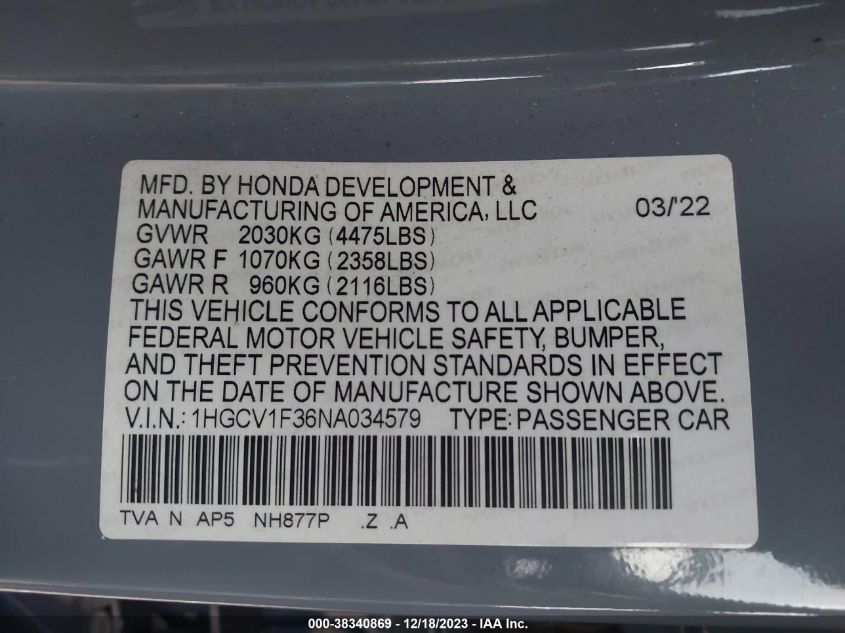 MFD. BY HONDA DEVELOPMENT &
MANUFACTURING OF AMERICA, LLC 03/'22
GVWR 2030KG (4475LBS)
GAWR F 1070KG (2358LBS)
GAWR R 960KG (2116LBS)
THIS VEHICLE CONFORMS TO ALL APPLICABLE
FEDERAL MOTOR VEHICLE SAFETY, BUMPER,
AND THEFT PREVENTION STANDARDS IN EFFECT
ON THE DATE OF MANUFACTURE SHOWN ABOVE.
V.I.N.: 1HGCV1F36NA034579 TYPE: PASSENGER CAR
TVA N AP5 NH877P .Z .A
000-38340869 - 12/18/2023 - IAA Inc.